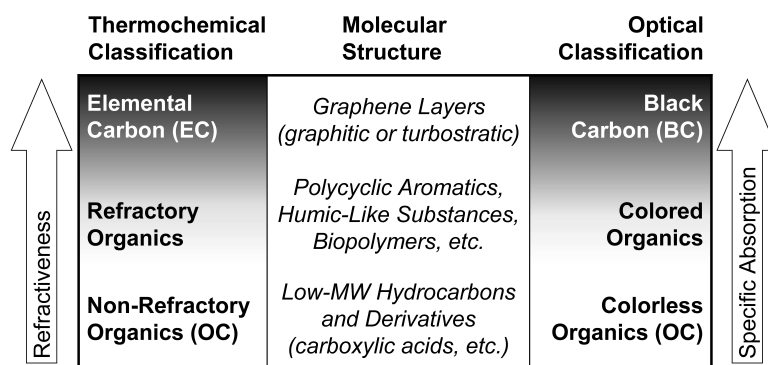 Thermochemical
Classification
Molecular
Structure
Optical
Classification
Refractiveness
Elemental
Carbon (EC)
Graphene Layers
(graphitic or turbostratic)
Black
Carbon (BC)
Refractory
Organics
Polycyclic Aromatics,
Humic-Like Substances,
Biopolymers, etc.
Colored
Organics
Non-Refractory
Organics (OC)
Low-MW Hydrocarbons
and Derivatives
(carboxylic acids, etc.)
Colorless
Organics (OC)
Specific Absorption